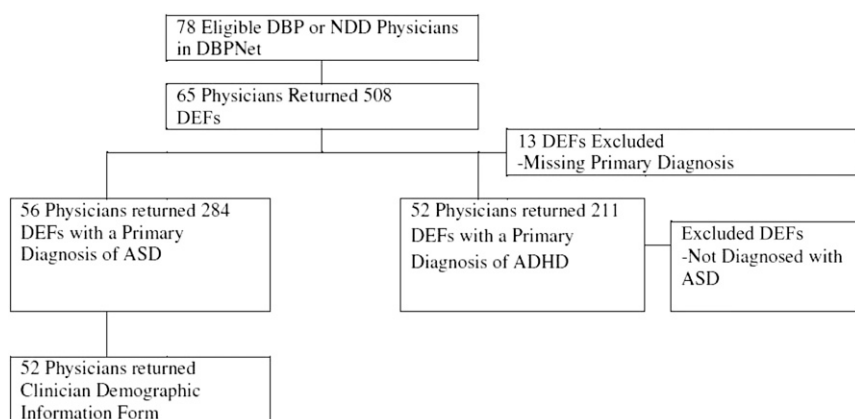 78 Eligible DBP or NDD Physicians
in DBPNet
65 Physicians Returned 508
DEFs
13 DEFs Excluded
-Missing Primary Diagnosis
56 Physicians returned 284
DEFs with a Primary
Diagnosis of ASD
52 Physicians returned 211
DEFs with a Primary
Diagnosis of ADHD
Excluded DEFs
-Not Diagnosed with
ASD
52 Physicians returned
Clinician Demographic
Information Form